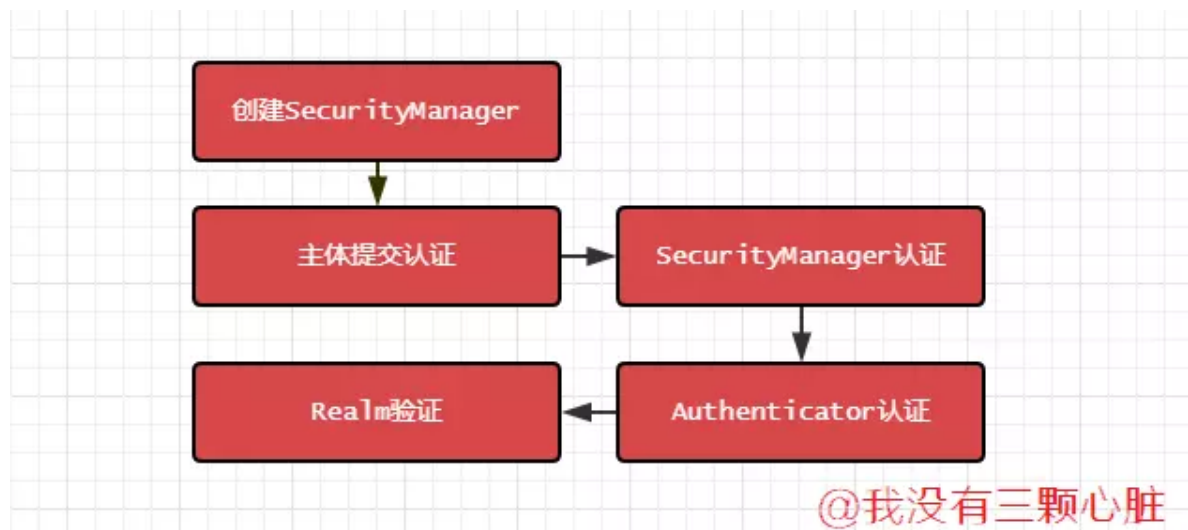 创建SecurityManager
主体提交认证
SecurityManager认证
Authenticator认证
Realm验证
@我没有三颗心脏